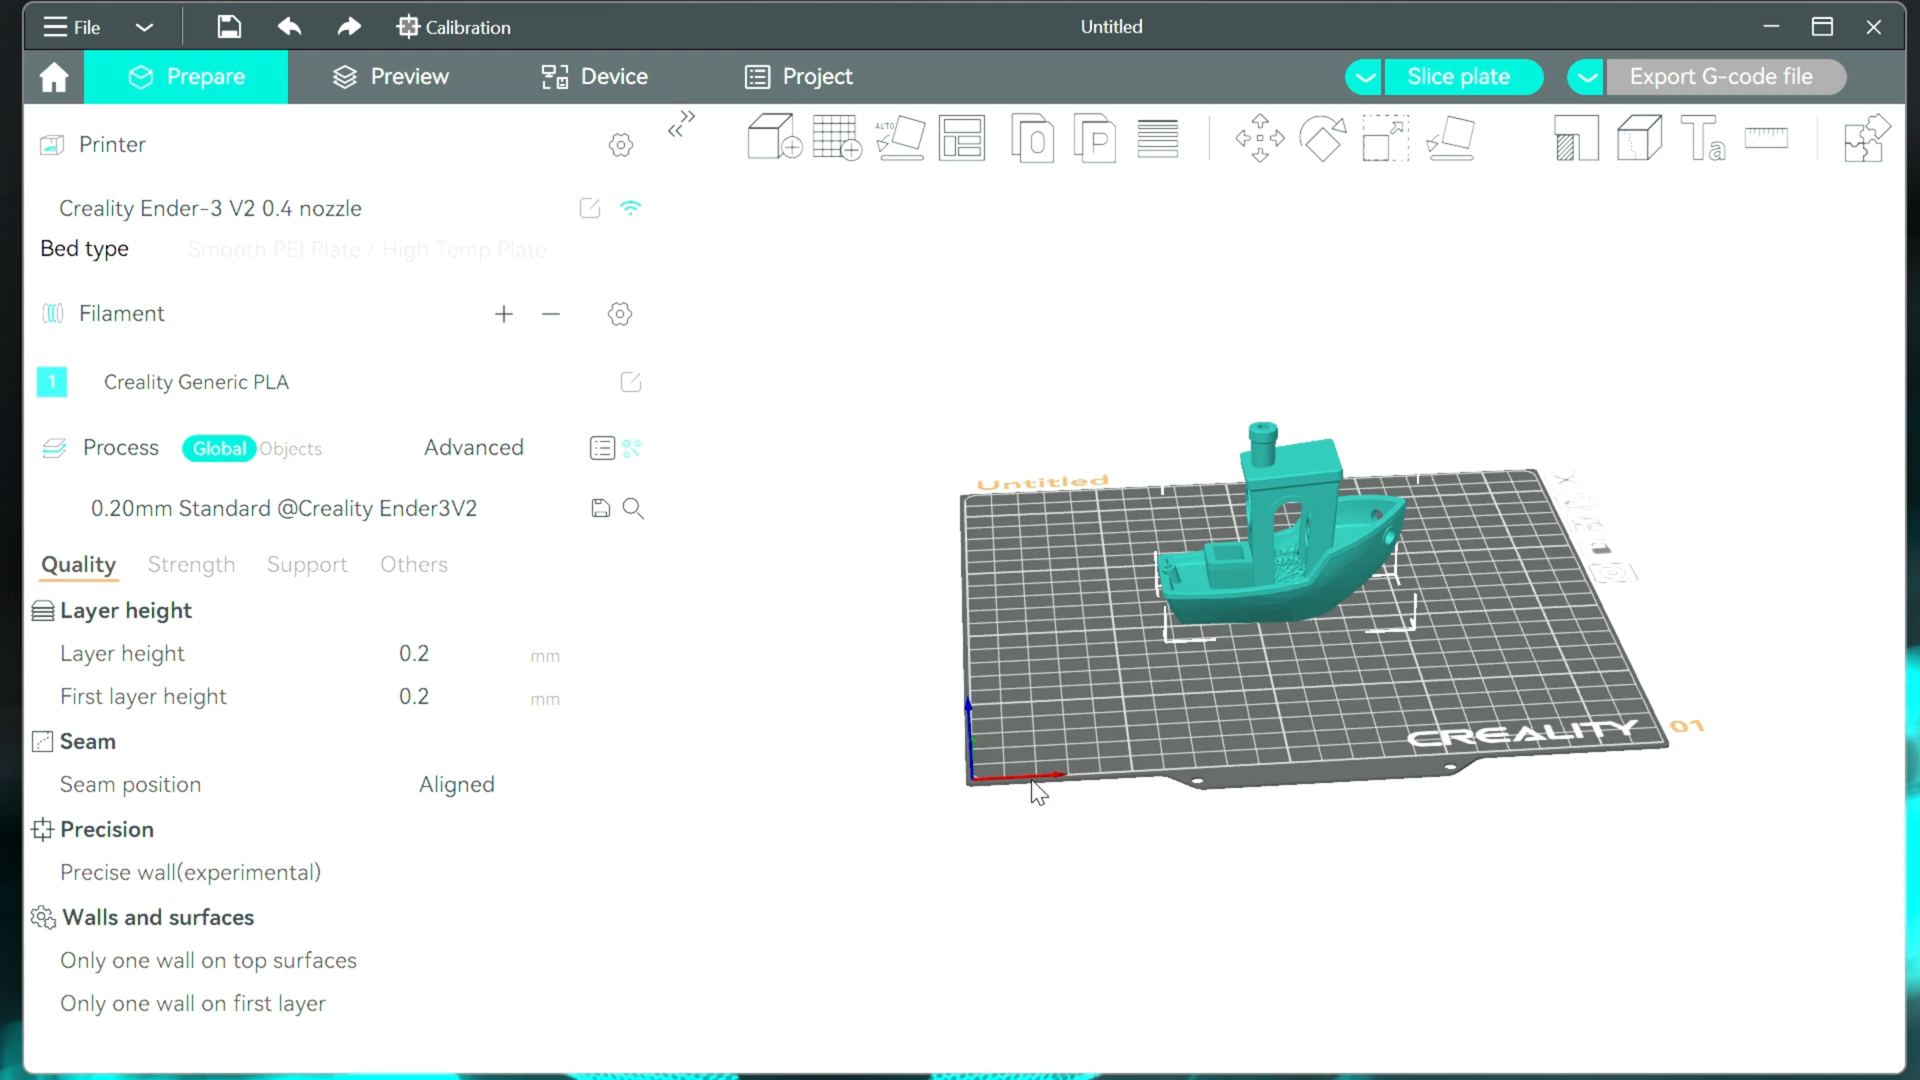 File
Calibration
Untitled
Prepare
Preview
Device
Project
Slice plate
Export G-code file
Printer
AUTO
O
P
Ta
Creality Ender-3 V2 0.4 nozzle
Bed type
Smooth PEI Plate / High Temp Plate
Filament
1
Creality Generic PLA
Process
Global
Objects
Advanced
0.20mm Standard @Creality Ender3V2
Quality
Strength
Support
Others
Layer height
Layer height 0.2 mm
First layer height 0.2 mm
Seam
Seam position Aligned
Precision
Precise wall(experimental)
Walls and surfaces
Only one wall on top surfaces
Only one wall on first layer
Untitled
CREALITY
01